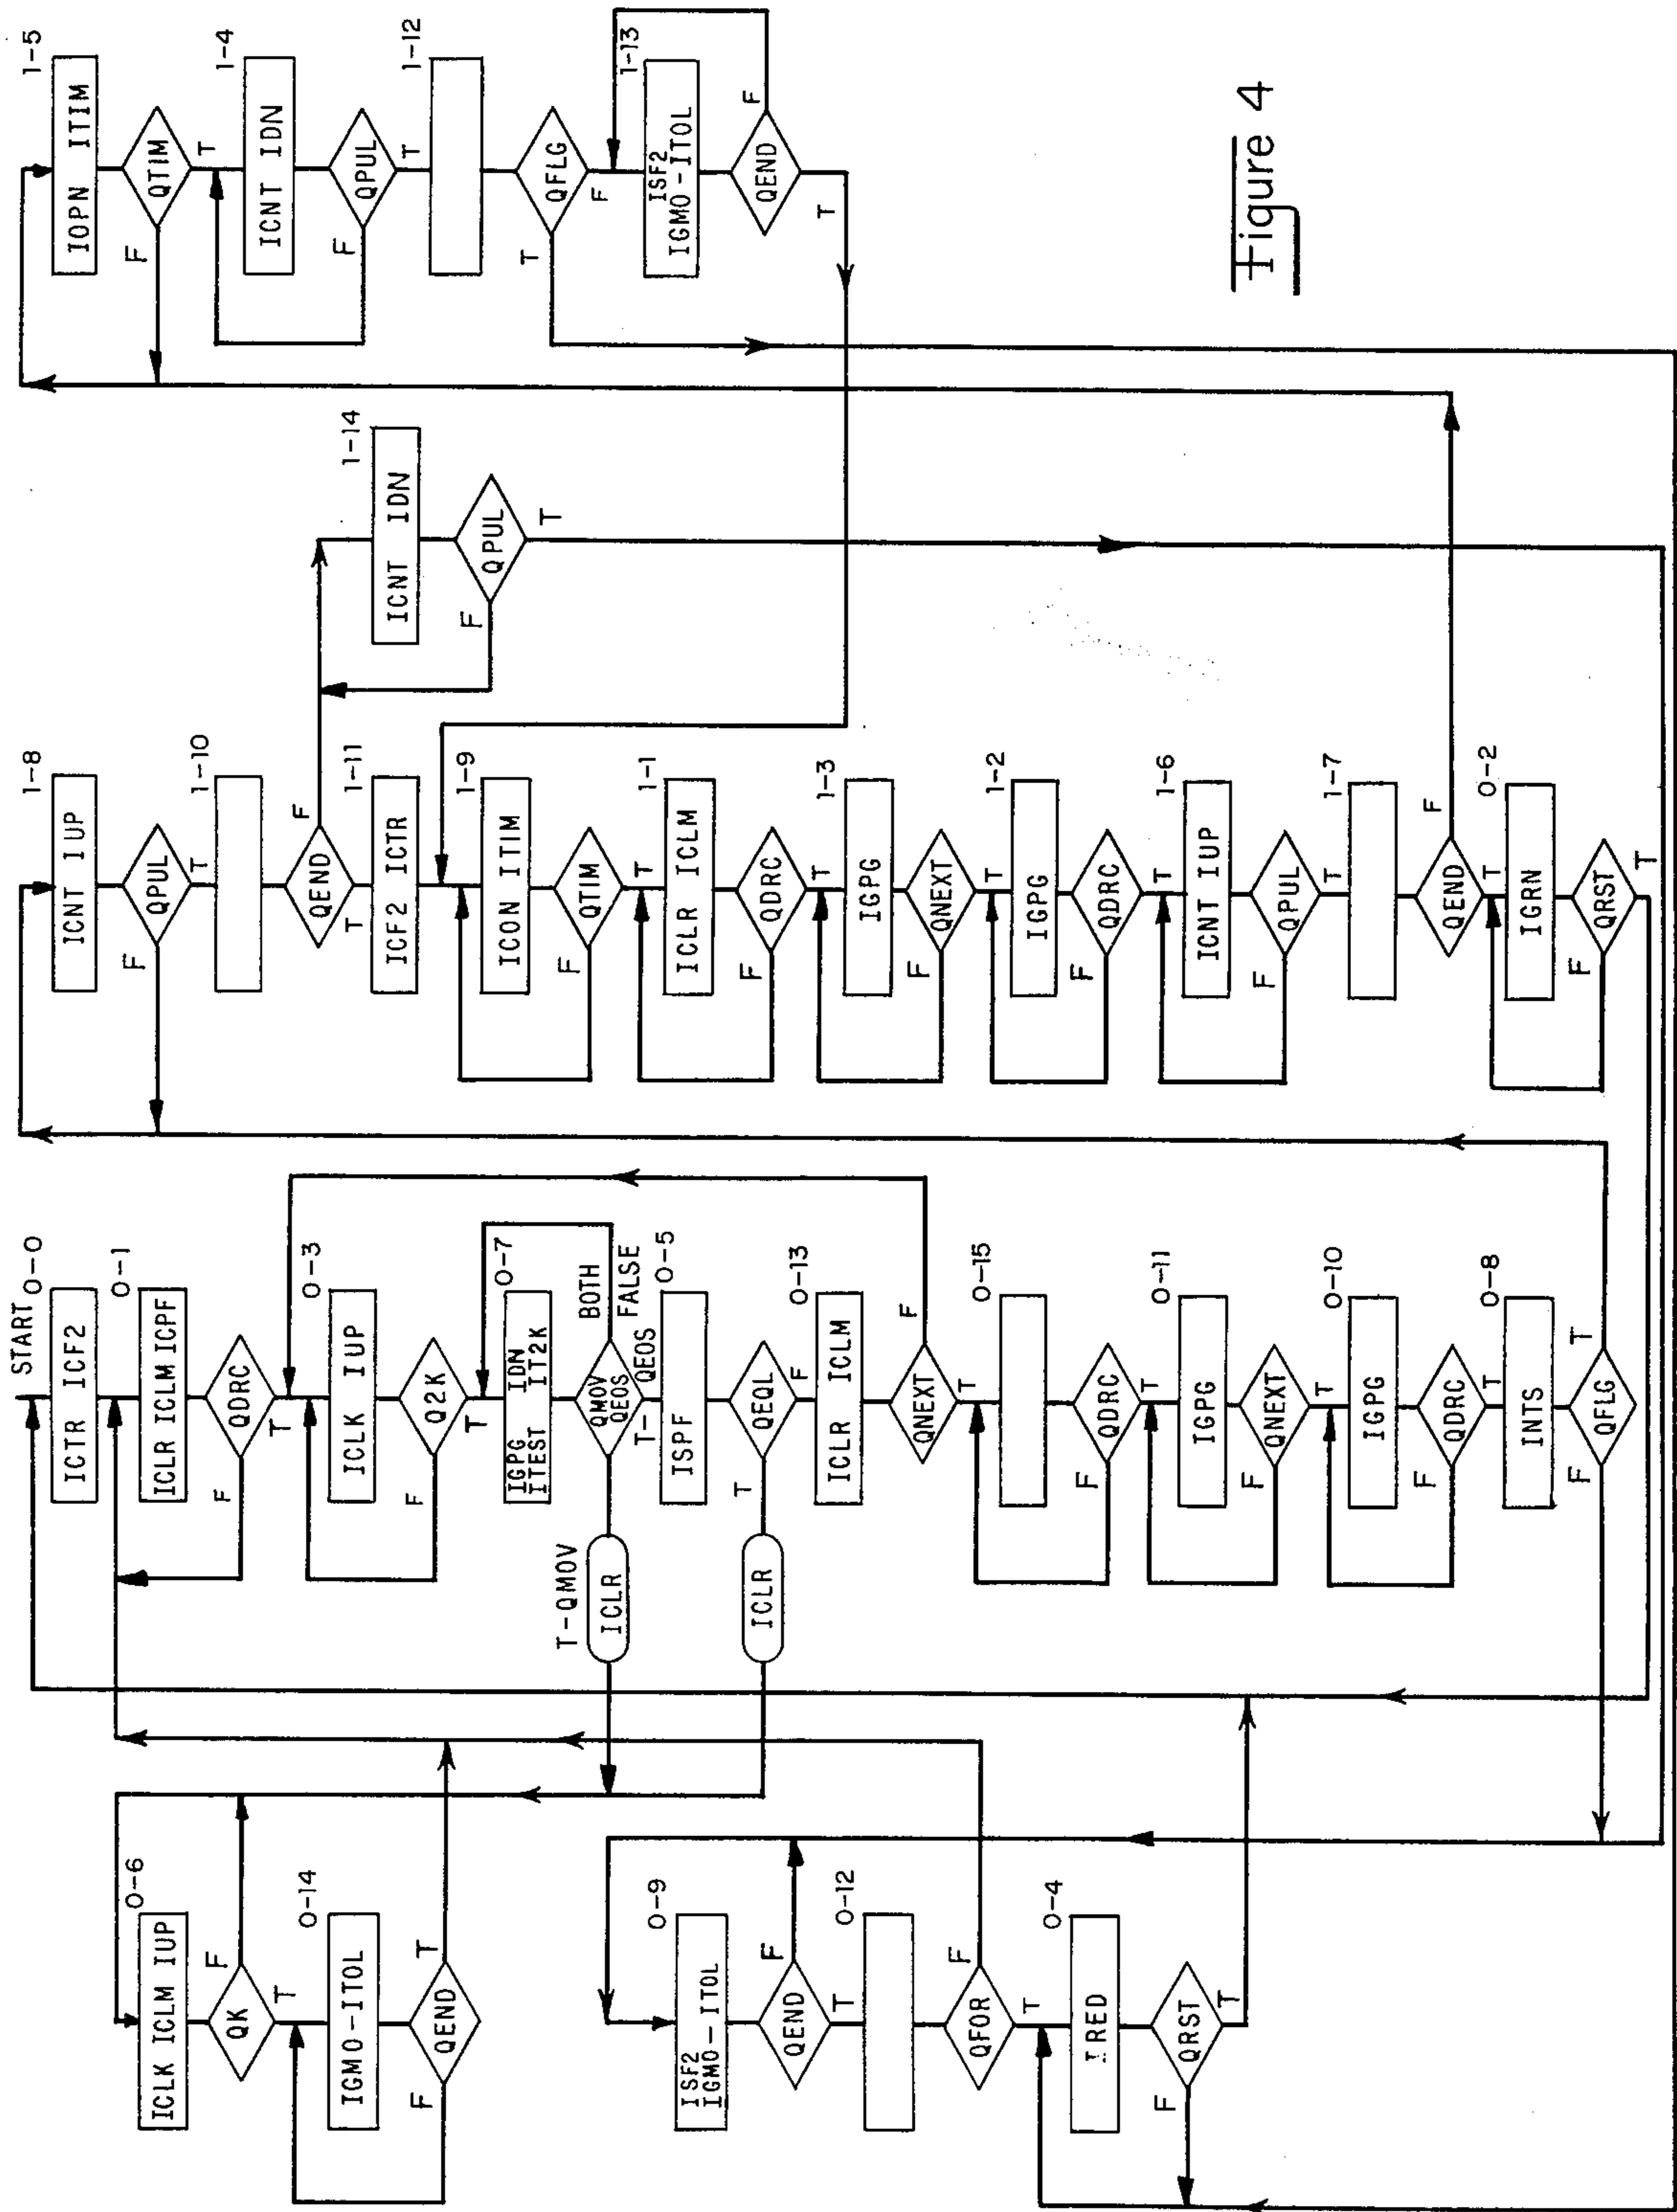 START
0-0
ICTR ICF2
0-1
ICLR ICLM ICPF
QDRC
F
T
0-3
ICLK IUP
Q2K
F
T
0-7
IGPG IDN
ITEST IT2K
QMOV
QEOS
BOTH
FALSE
T-QMOV
ICLR
T- QEOS
0-5
ISPF
QEQL
T
F
ICLR
0-13
ICLR ICLM
QNEXT
F
T
0-15
QDRC
F
T
0-11
IGPG
QNEXT
F
T
0-10
IGPG
QDRC
F
T
0-8
INTS
QFLG
F
T
0-6
ICLK ICLM IUP
QK
F
T
0-14
IGMO-ITOL
QEND
F
T
0-9
ISF2
IGMO-ITOL
QEND
F
T
0-12
QFOR
F
T
0-4
IRED
QRST
F
T
1-8
ICNT IUP
QPUL
F
T
1-10
QEND
F
T
1-11
ICF2 ICTR
1-9
ICON ITIM
QTIM
F
T
1-1
ICLR ICLM
QDRC
F
T
1-3
IGPG
QNEXT
F
T
1-2
IGPG
QDRC
F
T
1-6
ICNT IUP
QPUL
F
T
1-7
QEND
F
T
0-2
IGRN
QRST
F
T
1-14
ICNT IDN
QPUL
F
T
1-5
IOPN ITIM
QTIM
F
T
1-4
ICNT IDN
QPUL
F
T
1-12
QFLG
T
F
1-13
ISF2
IGMO-ITOL
QEND
F
T
Figure 4